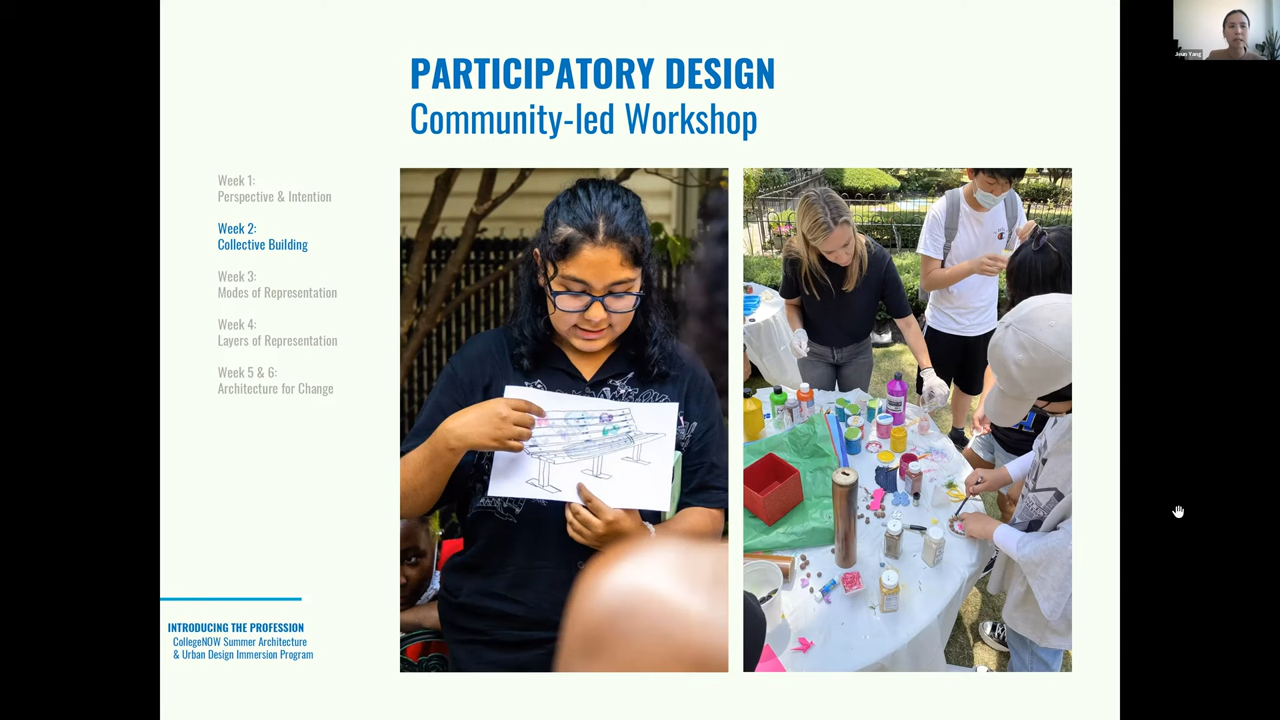 PARTICIPATORY DESIGN
Community-led Workshop
Week 1:
Perspective & Intention
Week 2:
Collective Building
Week 3:
Modes of Representation
Week 4:
Layers of Representation
Week 5 & 6:
Architecture for Change
INTRODUCING THE PROFESSION
CollegeNOW Summer Architecture
& Urban Design Immersion Program
Jeun Yang